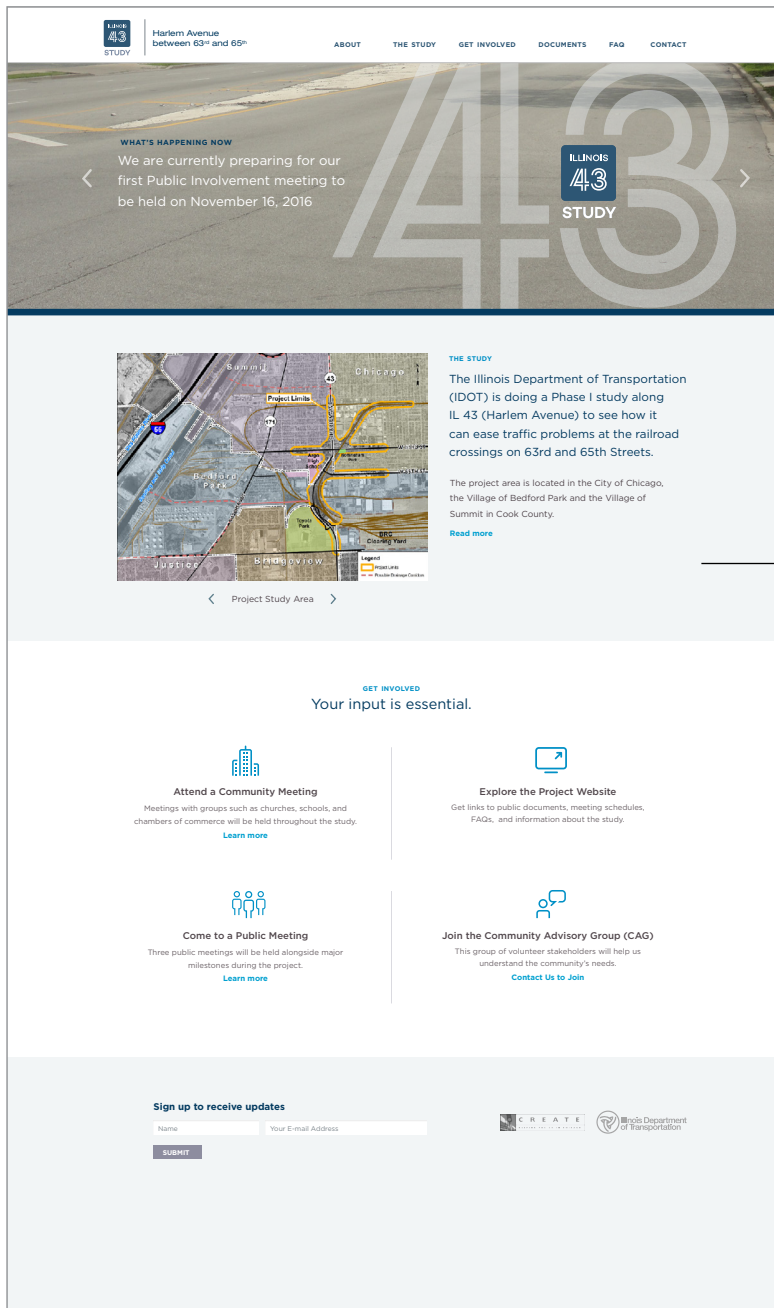 ILLINOIS
43
STUDY
Harlem Avenue
between 63rd and 65th
ABOUT THE STUDY GET INVOLVED DOCUMENTS FAQ CONTACT
43
WHAT'S HAPPENING NOW
We are currently preparing for our
first Public Involvement meeting to
be held on November 16, 2016
ILLINOIS
43
STUDY
Summit
Chicago
43
Project Limits
171
55
Argo
High
School
Bedford
Park
Toyota
Park
BRC
Clearing Yard
Justice
Bridgeview
Legend
Project Limits
Possible Drainage Corridors
Project Study Area
THE STUDY
The Illinois Department of Transportation
(IDOT) is doing a Phase I study along
IL 43 (Harlem Avenue) to see how it
can ease traffic problems at the railroad
crossings on 63rd and 65th Streets.
The project area is located in the City of Chicago,
the Village of Bedford Park and the Village of
Summit in Cook County.
Read more
GET INVOLVED
Your input is essential.
Attend a Community Meeting
Meetings with groups such as churches, schools, and
chambers of commerce will be held throughout the study.
Learn more
Explore the Project Website
Get links to public documents, meeting schedules,
FAQs, and information about the study.
Come to a Public Meeting
Three public meetings will be held alongside major
milestones during the project.
Learn more
Join the Community Advisory Group (CAG)
This group of volunteer stakeholders will help us
understand the community's needs.
Contact Us to Join
Sign up to receive updates
Name
Your E-mail Address
SUBMIT
CREATE
Illinois Department
of Transportation